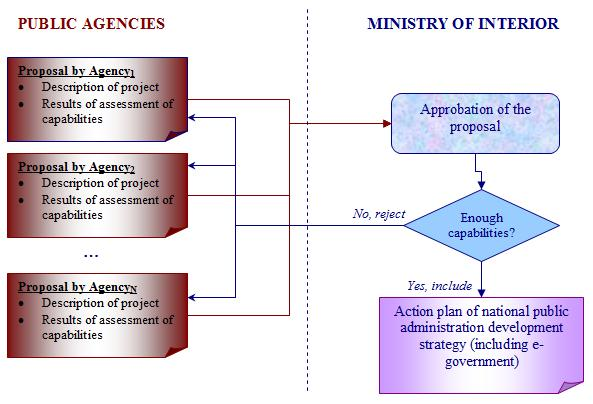 PUBLIC AGENCIES
MINISTRY OF INTERIOR
Proposal by Agency1
● Description of project
● Results of assessment of
capabilities
Proposal by Agency2
● Description of project
● Results of assessment of
capabilities
...
Proposal by AgencyN
● Description of project
● Results of assessment of
capabilities
Approbation of the
proposal
Enough
capabilities?
No, reject
Yes, include
Action plan of national public
administration development
strategy (including e-
government)